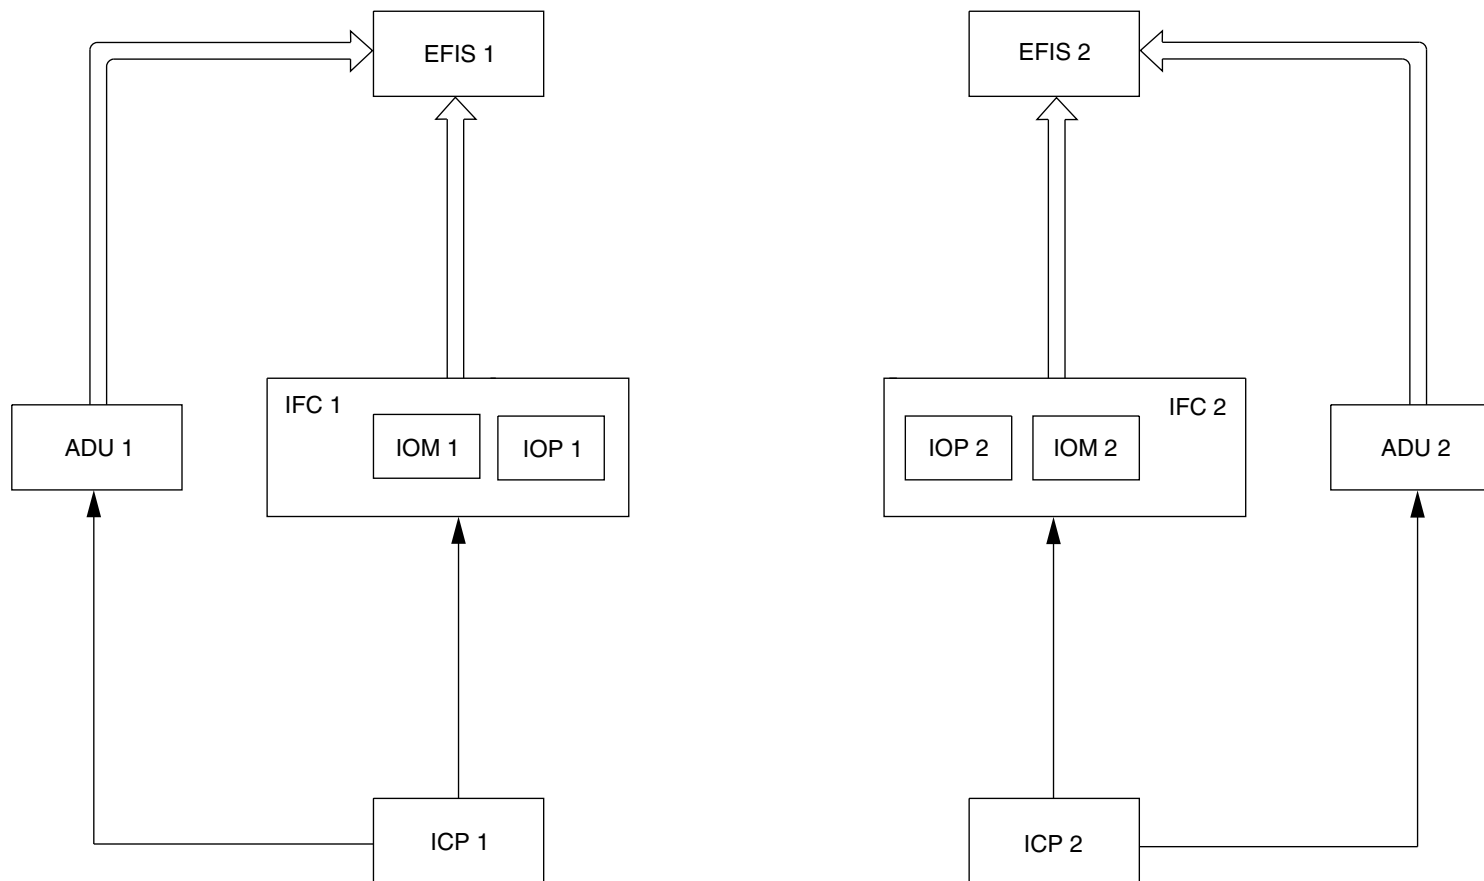 EFIS 1
EFIS 2
IFC 1
IFC 2
ADU 1
IOM 1
IOP 1
IOP 2
IOM 2
ADU 2
ICP 1
ICP 2